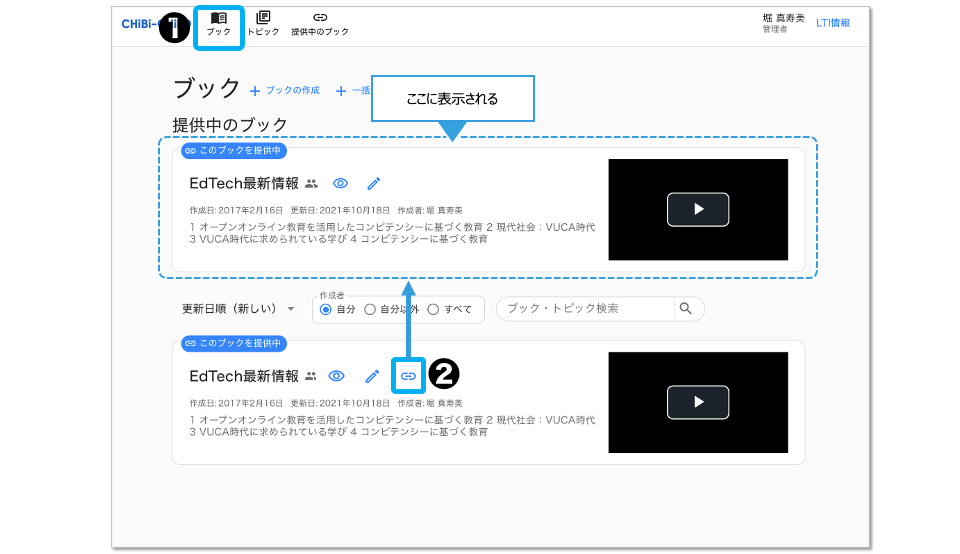 CHiBi-
1
ブック
トピック
提供中のブック
堀 真寿美
管理者
LTI情報
ブック
+ ブックの作成
+ 一括
ここに表示される
提供中のブック
このブックを提供中
EdTech最新情報
作成日: 2017年2月16日 更新日: 2021年10月18日 作成者: 堀 真寿美
1 オープンオンライン教育を活用したコンピテンシーに基づく教育 2 現代社会：VUCA時代
3 VUCA時代に求められている学び 4 コンピテンシーに基づく教育
更新日順（新しい）
作成者
自分
自分以外
すべて
ブック・トピック検索
このブックを提供中
EdTech最新情報
2
作成日: 2017年2月16日 更新日: 2021年10月18日 作成者: 堀 真寿美
1 オープンオンライン教育を活用したコンピテンシーに基づく教育 2 現代社会：VUCA時代
3 VUCA時代に求められている学び 4 コンピテンシーに基づく教育